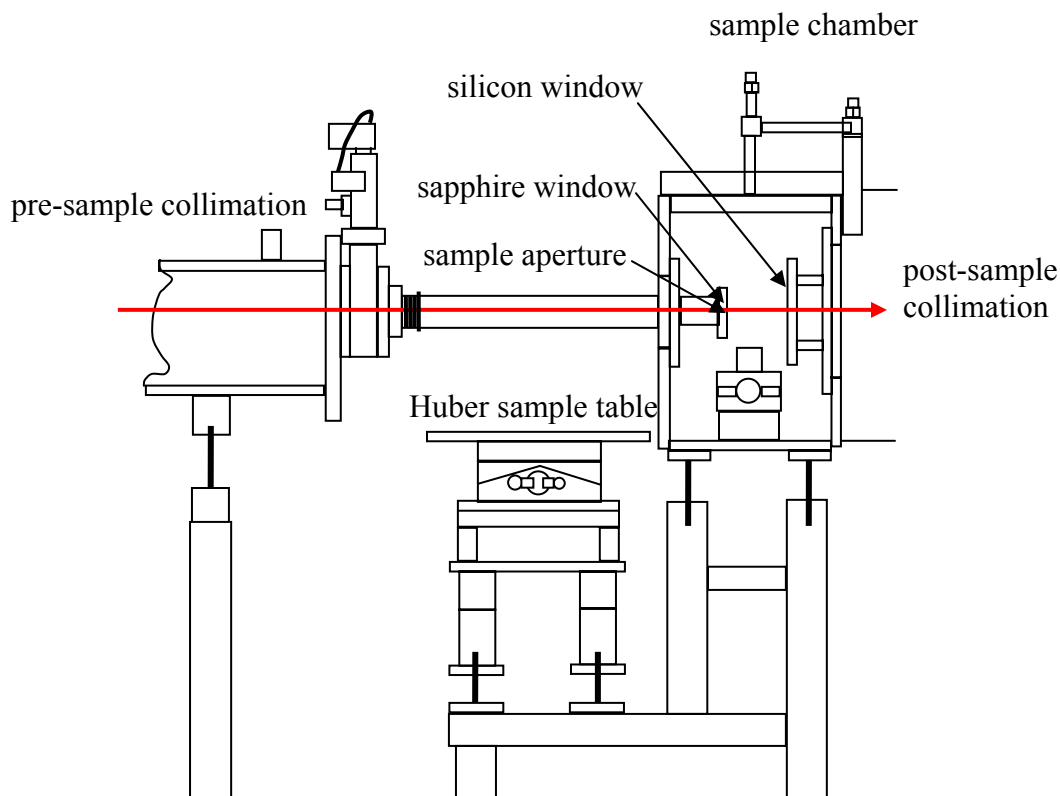 sample chamber
silicon window
sapphire window
pre-sample collimation
sample aperture
post-sample
collimation
Huber sample table